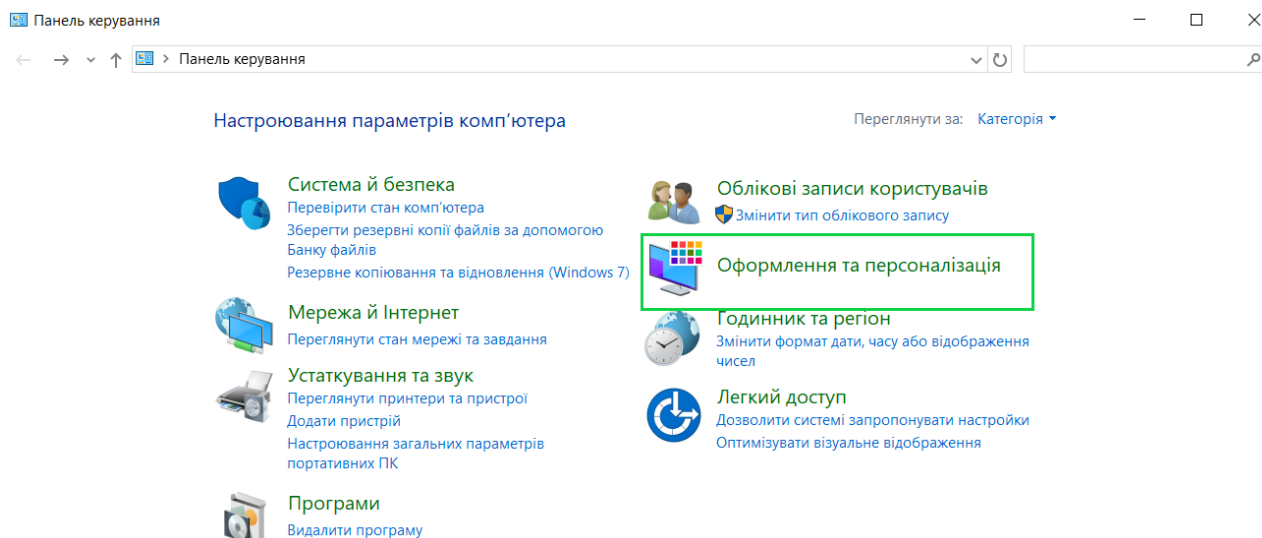 Панель керування
Панель керування
Настроювання параметрів комп’ютера
Переглянути за: Категорія
Система й безпека
Перевірити стан комп'ютера
Зберегти резервні копії файлів за допомогою
Банку файлів
Резервне копіювання та відновлення (Windows 7)
Мережа й Інтернет
Переглянути стан мережі та завдання
Устаткування та звук
Переглянути принтери та пристрої
Додати пристрій
Настроювання загальних параметрів
портативних ПК
Програми
Видалити програму
Облікові записи користувачів
Змінити тип облікового запису
Оформлення та персоналізація
Годинник та регіон
Змінити формат дати, часу або відображення
чисел
Легкий доступ
Дозволити системі запропонувати настройки
Оптимізувати візуальне відображення